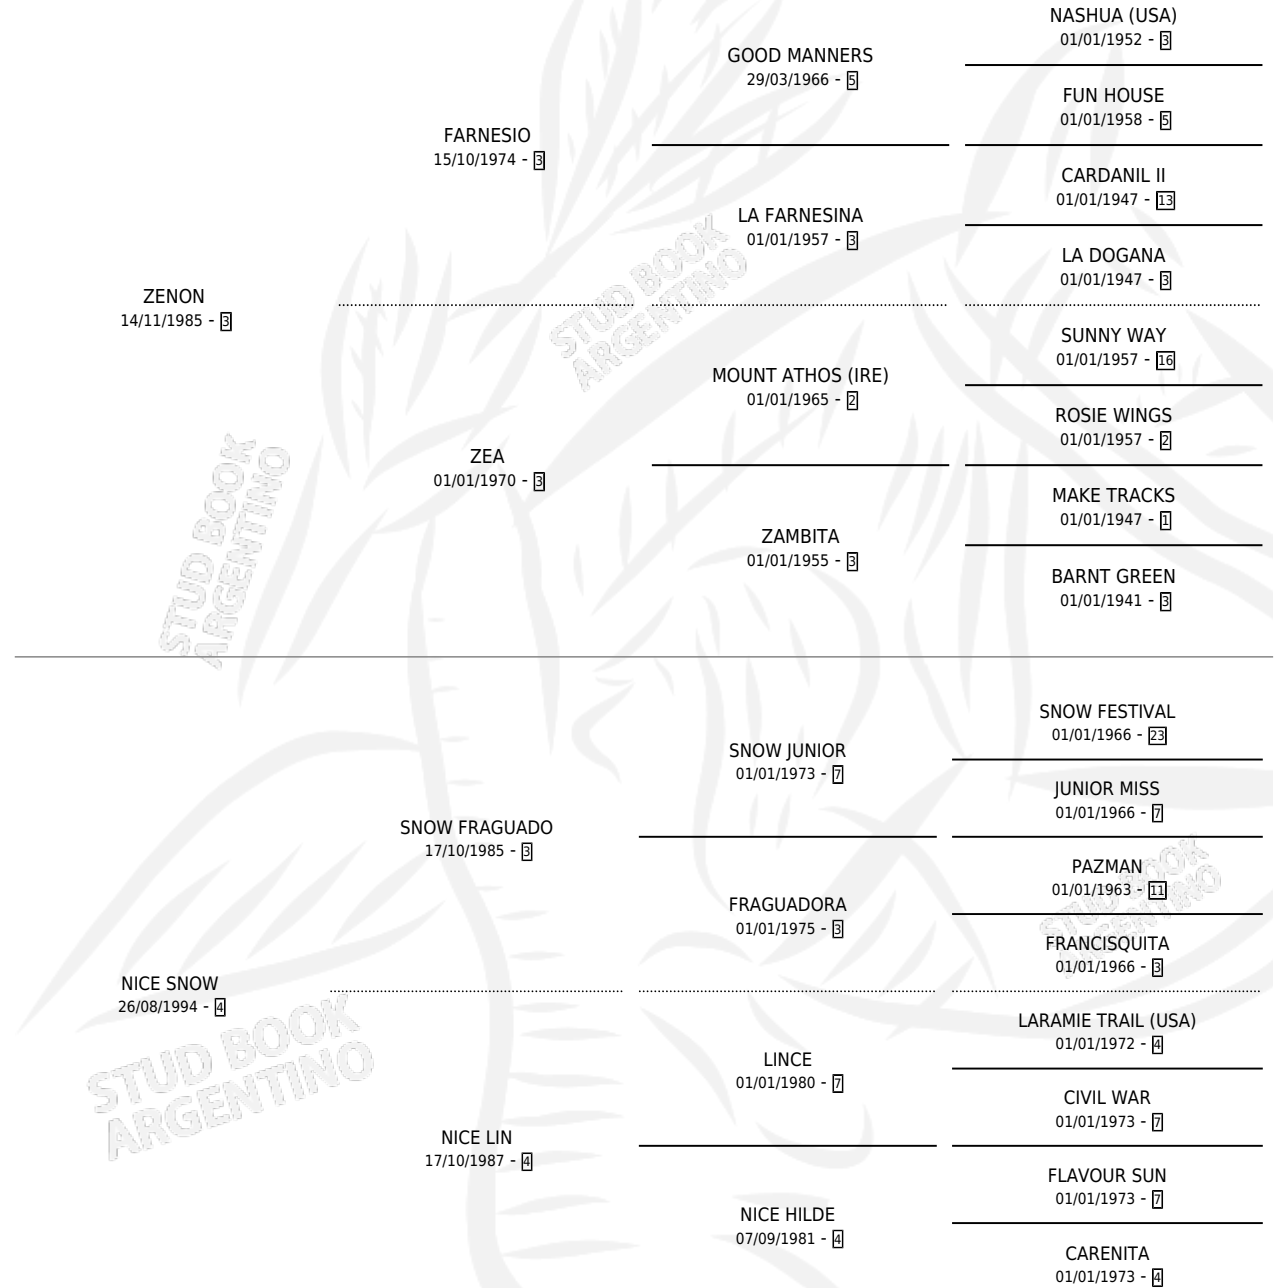 NASHUA (USA)
01/01/1952 - 3
GOOD MANNERS
29/03/1966 - 5
FUN HOUSE
01/01/1958 - 5
FARNESIO
15/10/1974 - 3
CARDANIL II
01/01/1947 - 13
LA FARNESINA
01/01/1957 - 3
LA DOGANA
01/01/1947 - 3
STUD BOOK
ARGENTINO
ZENON
14/11/1985 - 3
SUNNY WAY
01/01/1957 - 16
MOUNT ATHOS (IRE)
01/01/1965 - 2
ROSIE WINGS
01/01/1957 - 2
ZEA
01/01/1970 - 3
MAKE TRACKS
01/01/1947 - 1
ZAMBITA
01/01/1955 - 3
BARNT GREEN
01/01/1941 - 3
STUD BOOK
ARGENTINO
SNOW FESTIVAL
01/01/1966 - 23
SNOW JUNIOR
01/01/1973 - 7
JUNIOR MISS
01/01/1966 - 7
SNOW FRAGUADO
17/10/1985 - 3
PAZMAN
01/01/1963 - 11
FRAGUADORA
01/01/1975 - 3
FRANCISQUITA
01/01/1966 - 3
STUD BOOK
ARGENTINO
NICE SNOW
26/08/1994 - 4
LARAMIE TRAIL (USA)
01/01/1972 - 4
LINCE
01/01/1980 - 7
CIVIL WAR
01/01/1973 - 7
STUD BOOK
ARGENTINO
NICE LIN
17/10/1987 - 4
FLAVOUR SUN
01/01/1973 - 7
NICE HILDE
07/09/1981 - 4
CARENITA
01/01/1973 - 4